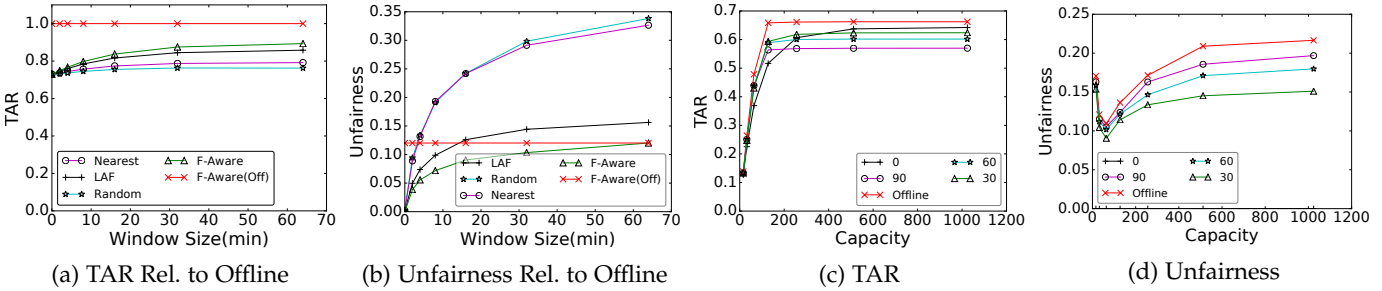 TAR
1.0
0.8
0.6
0.4
0.2
0.0
Nearest
LAF
Random
F-Aware
F-Aware(Off)
0 10 20 30 40 50 60 70
Window Size(min)
(a) TAR Rel. to Offline
Unfairness
0.35
0.30
0.25
0.20
0.15
0.10
0.05
0.00
LAF
Random
Nearest
F-Aware
F-Aware(Off)
0 10 20 30 40 50 60 70
Window Size(min)
(b) Unfairness Rel. to Offline
TAR
0.7
0.6
0.5
0.4
0.3
0.2
0.1
0.0
0
90
Offline
60
30
0 200 400 600 800 1000 1200
Capacity
(c) TAR
Unfairness
0.25
0.20
0.15
0.10
0.05
0.00
0
90
Offline
60
30
0 200 400 600 800 1000 1200
Capacity
(d) Unfairness